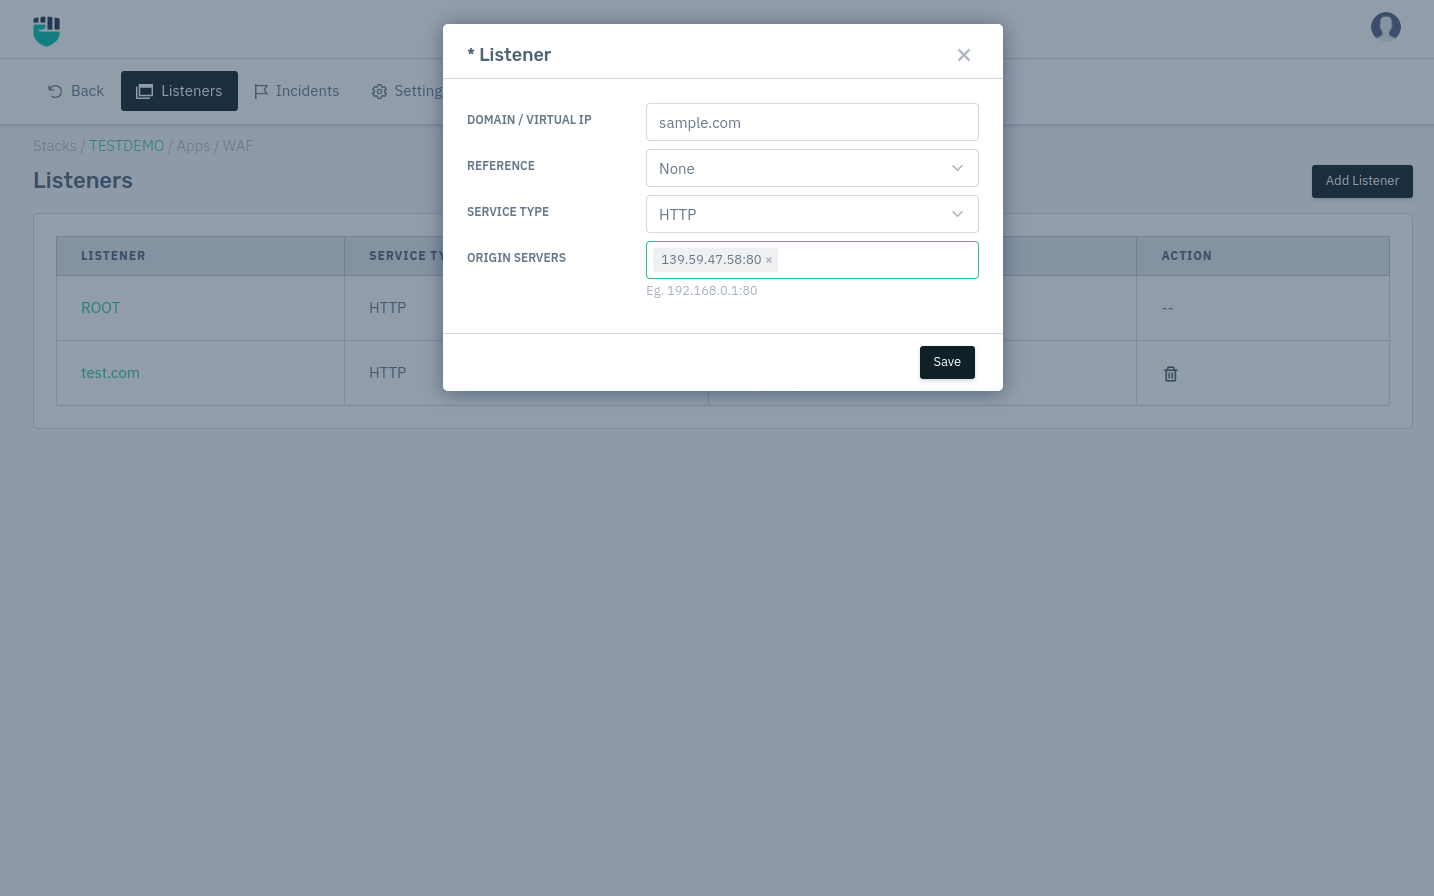 * Listener
×
Back
Listeners
Incidents
Setting
DOMAIN / VIRTUAL IP
sample.com
Stacks / TESTDEMO / Apps / WAF
REFERENCE
None
Listeners
Add Listener
SERVICE TYPE
HTTP
LISTENER
SERVICE TY
ORIGIN SERVERS
139.59.47.58:80 ×
ACTION
Eg. 192.168.0.1:80
ROOT
HTTP
--
Save
test.com
HTTP